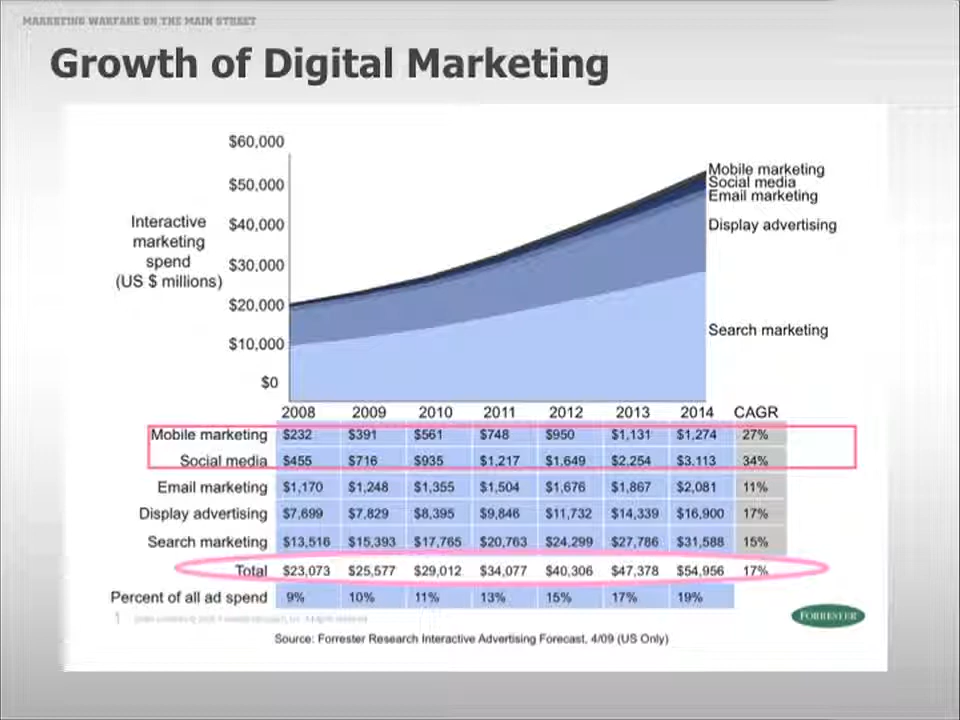 MARKETING WARFARE ON THE MAIN STREET
Growth of Digital Marketing
$60,000
$50,000
$40,000
$30,000
$20,000
$10,000
$0
Interactive
marketing
spend
(US $ millions)
Mobile marketing
Social media
Email marketing
Display advertising
Search marketing
2008 2009 2010 2011 2012 2013 2014 CAGR
Mobile marketing $232 $391 $561 $748 $950 $1,131 $1,274 27%
Social media $455 $716 $935 $1,217 $1,649 $2,254 $3,113 34%
Email marketing $1,170 $1,248 $1,355 $1,504 $1,676 $1,867 $2,081 11%
Display advertising $7,699 $7,829 $8,395 $9,846 $11,732 $14,339 $16,900 17%
Search marketing $13,516 $15,393 $17,765 $20,763 $24,299 $27,786 $31,588 15%
Total $23,073 $25,577 $29,012 $34,077 $40,306 $47,378 $54,956 17%
Percent of all ad spend 9% 10% 11% 13% 15% 17% 19%
1
FORRESTER
Source: Forrester Research Interactive Advertising Forecast, 4/09 (US Only)